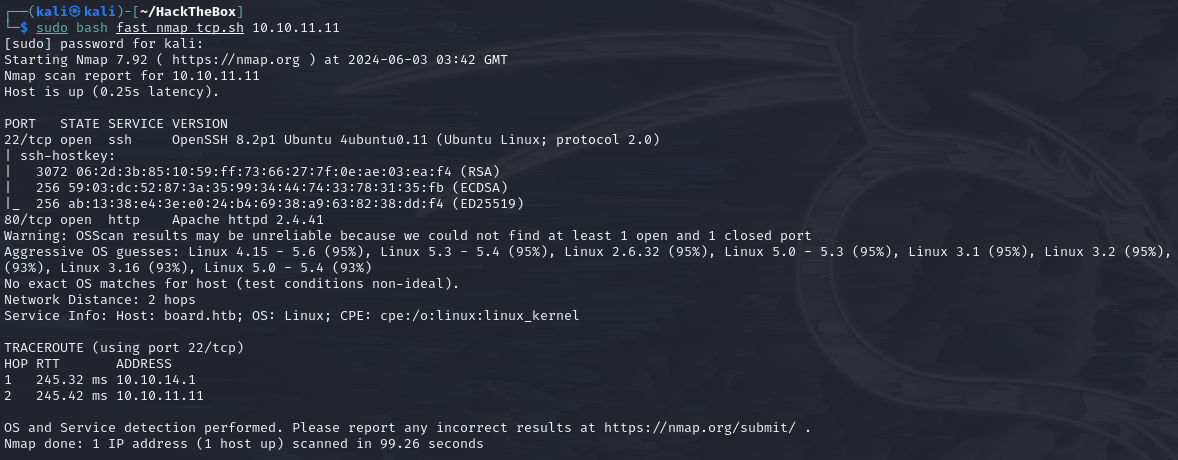 ┌──(kali㉿kali)-[~/HackTheBox]
└─$ sudo bash fast_nmap_tcp.sh 10.10.11.11
[sudo] password for kali:
Starting Nmap 7.92 ( https://nmap.org ) at 2024-06-03 03:42 GMT
Nmap scan report for 10.10.11.11
Host is up (0.25s latency).

PORT   STATE SERVICE VERSION
22/tcp open  ssh     OpenSSH 8.2p1 Ubuntu 4ubuntu0.11 (Ubuntu Linux; protocol 2.0)
| ssh-hostkey:
|   3072 06:2d:3b:85:10:59:ff:73:66:27:7f:0e:ae:03:ea:f4 (RSA)
|   256 59:03:dc:52:87:3a:35:99:34:44:74:33:78:31:35:fb (ECDSA)
|_  256 ab:13:38:e4:3e:e0:24:b4:69:38:a9:63:82:38:dd:f4 (ED25519)
80/tcp open  http    Apache httpd 2.4.41
Warning: OSScan results may be unreliable because we could not find at least 1 open and 1 closed port
Aggressive OS guesses: Linux 4.15 - 5.6 (95%), Linux 5.3 - 5.4 (95%), Linux 2.6.32 (95%), Linux 5.0 - 5.3 (95%), Linux 3.1 (95%), Linux 3.2 (95%),
(93%), Linux 3.16 (93%), Linux 5.0 - 5.4 (93%)
No exact OS matches for host (test conditions non-ideal).
Network Distance: 2 hops
Service Info: Host: board.htb; OS: Linux; CPE: cpe:/o:linux:linux_kernel

TRACEROUTE (using port 22/tcp)
HOP RTT       ADDRESS
1   245.32 ms 10.10.14.1
2   245.42 ms 10.10.11.11

OS and Service detection performed. Please report any incorrect results at https://nmap.org/submit/ .
Nmap done: 1 IP address (1 host up) scanned in 99.26 seconds